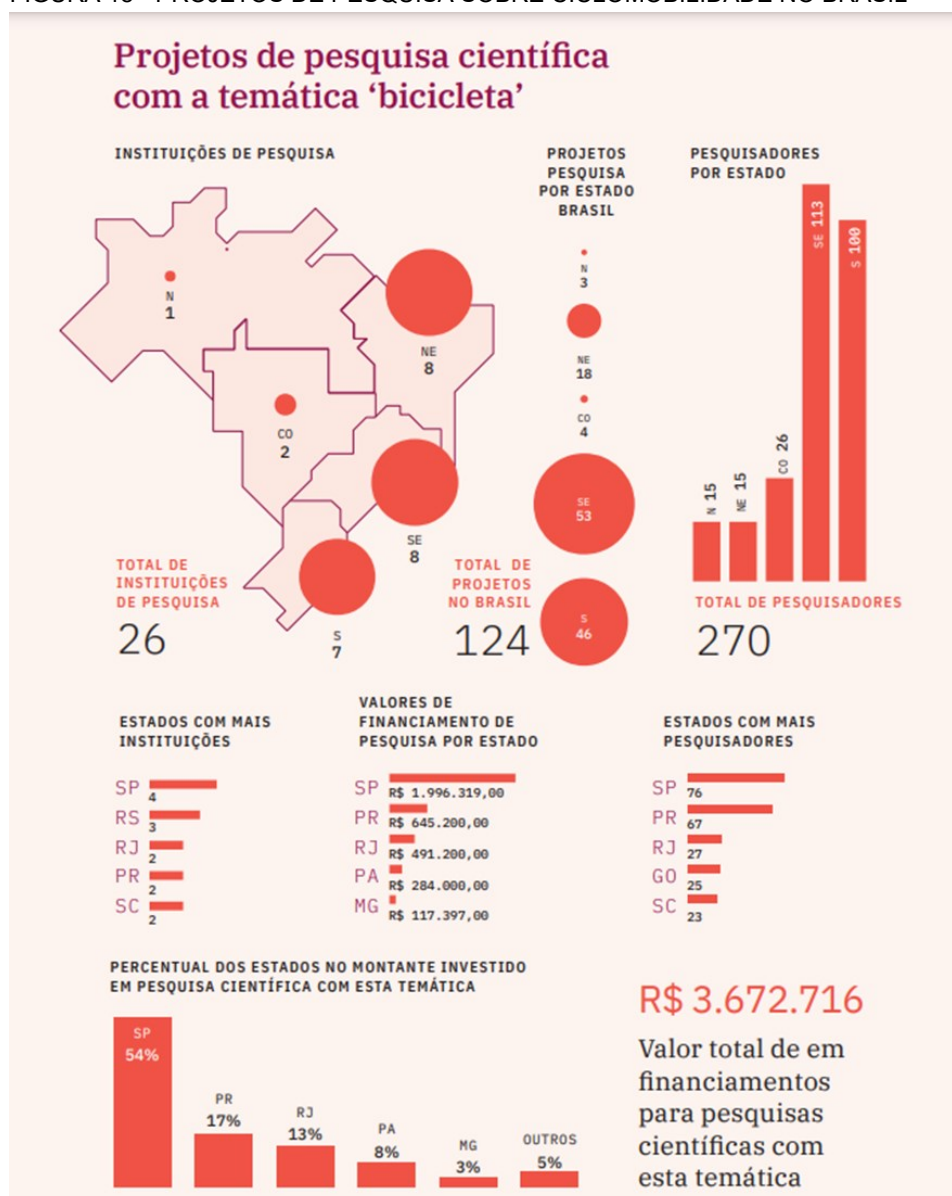 Projetos de pesquisa científica
com a temática ‘bicicleta’
INSTITUIÇÕES DE PESQUISA
N
1
NE
8
CO
2
SE
8
S
7
TOTAL DE
INSTITUIÇÕES
DE PESQUISA
26
PROJETOS
PESQUISA
POR ESTADO
BRASIL
N
3
NE
18
CO
4
SE
53
S
46
TOTAL DE
PROJETOS
NO BRASIL
124
PESQUISADORES
POR ESTADO
N 15
NE 15
CO 26
SE 113
S 100
TOTAL DE PESQUISADORES
270
ESTADOS COM MAIS
INSTITUIÇÕES
SP
4
RS
3
RJ
2
PR
2
SC
2
VALORES DE
FINANCIAMENTO DE
PESQUISA POR ESTADO
SP
R$ 1.996.319,00
PR
R$ 645.200,00
RJ
R$ 491.200,00
PA
R$ 284.000,00
MG
R$ 117.397,00
ESTADOS COM MAIS
PESQUISADORES
SP
76
PR
67
RJ
27
GO
25
SC
23
PERCENTUAL DOS ESTADOS NO MONTANTE INVESTIDO
EM PESQUISA CIENTÍFICA COM ESTA TEMÁTICA
SP
54%
PR
17%
RJ
13%
PA
8%
MG
3%
OUTROS
5%
R$ 3.672.716
Valor total de em
financiamentos
para pesquisas
científicas com
esta temática